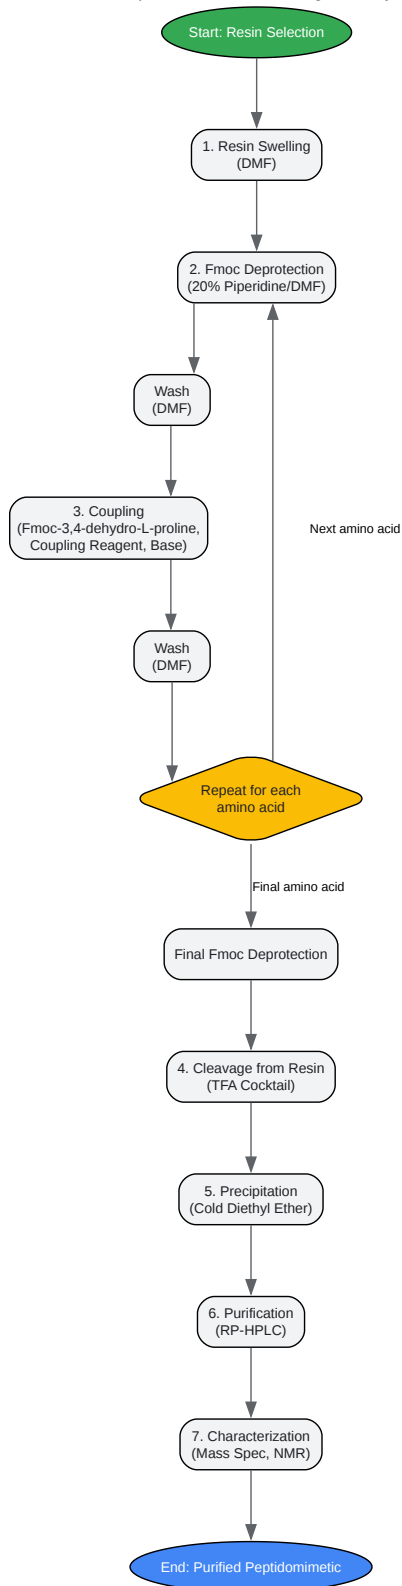 Start: Resin Selection
1. Resin Swelling
(DMF)
2. Fmoc Deprotection
(20% Piperidine/DMF)
Wash
(DMF)
3. Coupling
(Fmoc-3,4-dehydro-L-proline,
Coupling Reagent, Base)
Next amino acid
Wash
(DMF)
Repeat for each
amino acid
Final amino acid
Final Fmoc Deprotection
4. Cleavage from Resin
(TFA Cocktail)
5. Precipitation
(Cold Diethyl Ether)
6. Purification
(RP-HPLC)
7. Characterization
(Mass Spec, NMR)
End: Purified Peptidomimetic